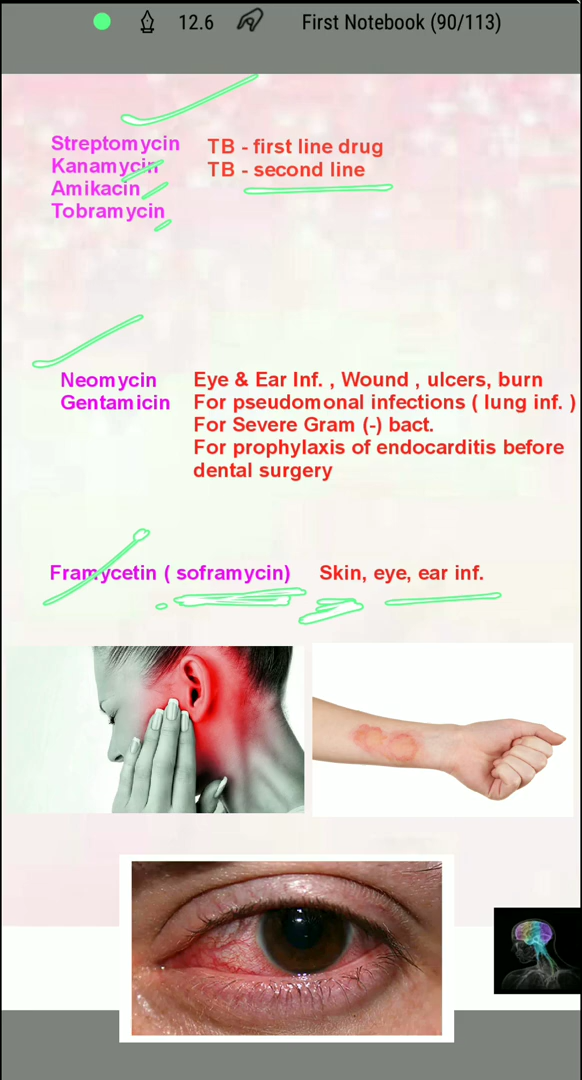 12.6 First Notebook (90/113)
Streptomycin TB - first line drug
Kanamycin TB - second line
Amikacin
Tobramycin
Neomycin Eye & Ear Inf. , Wound , ulcers, burn
Gentamicin For pseudomonal infections ( lung inf. )
For Severe Gram (-) bact.
For prophylaxis of endocarditis before
dental surgery
Framycetin ( soframycin) Skin, eye, ear inf.